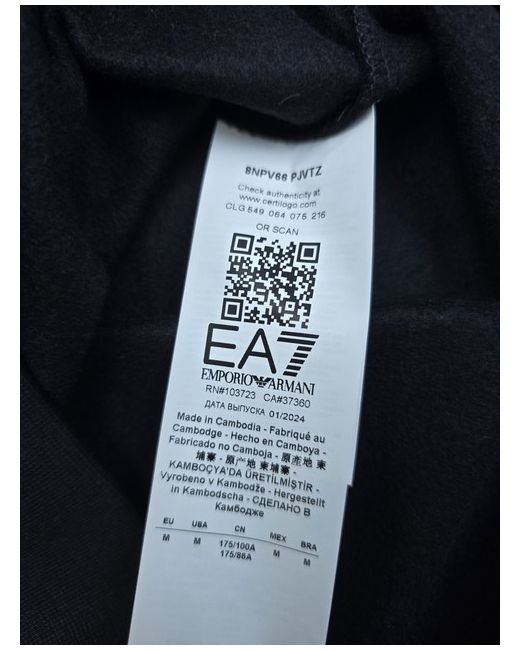 8NPV66 PJVTZ
Check authenticity at
www.certilogo.com
CLG 549 064 075 216
OR SCAN
EA7
EMPORIO ARMANI
RN#103723 CA#37360
ДАТА ВЫПУСКА 01/2024
Made in Cambodia - Fabriqué au
Cambodge - Hecho en Camboya -
Fabricado no Camboja - 原產地 東
埔寨 - 原产地 柬埔寨 -
KAMBOÇYA'DA ÜRETİLMİŞTİR -
Vyrobeno v Kambodže - Hergestellt
in Kambodscha - СДЕЛАНО В
Камбодже
EU USA CN MEX BRA
M M 175/100A M M
175/86A